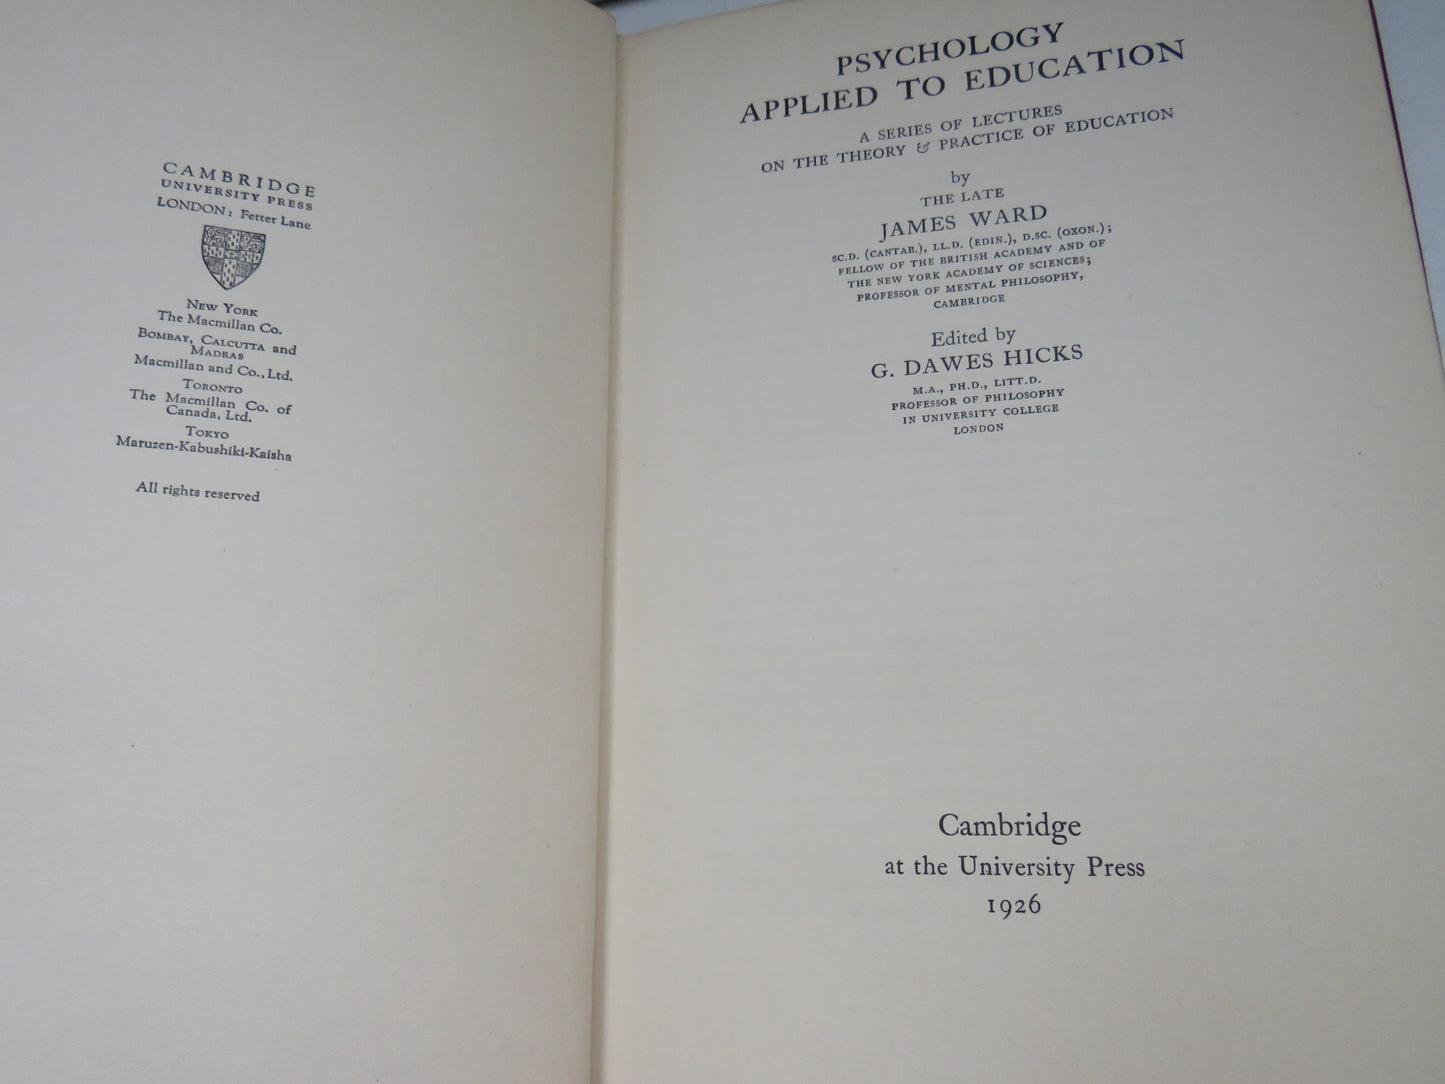 CAMBRIDGE
UNIVERSITY PRESS
LONDON: Fetter Lane
NEW YORK
The Macmillan Co.
BOMBAY, CALCUTTA and
MADRAS
Macmillan and Co., Ltd.
TORONTO
The Macmillan Co. of
Canada, Ltd.
TOKYO
Maruzen-Kabushiki-Kaisha
All rights reserved
PSYCHOLOGY
APPLIED TO EDUCATION
A SERIES OF LECTURES
ON THE THEORY & PRACTICE OF EDUCATION
by
THE LATE
JAMES WARD
SC.D. (CANTAB.), LL.D. (EDIN.), D.SC. (OXON.);
FELLOW OF THE BRITISH ACADEMY AND OF
THE NEW YORK ACADEMY OF SCIENCES;
PROFESSOR OF MENTAL PHILOSOPHY,
CAMBRIDGE
Edited by
G. DAWES HICKS
M.A., PH.D., LITT.D.
PROFESSOR OF PHILOSOPHY
IN UNIVERSITY COLLEGE
LONDON
Cambridge
at the University Press
1926